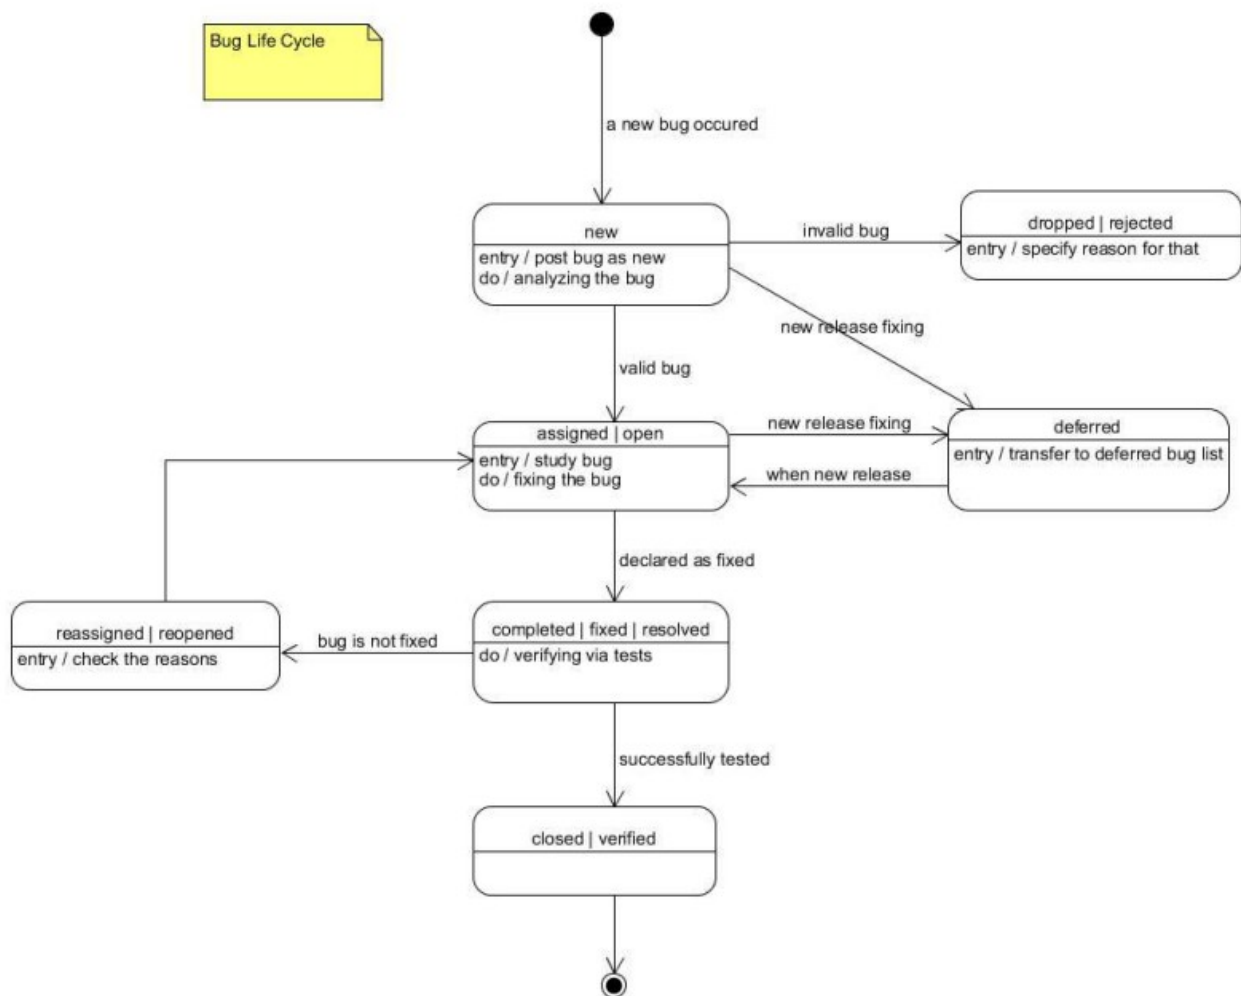 Bug Life Cycle
a new bug occured
new
entry / post bug as new
do / analyzing the bug
invalid bug
dropped | rejected
entry / specify reason for that
new release fixing
valid bug
assigned | open
entry / study bug
do / fixing the bug
new release fixing
when new release
deferred
entry / transfer to deferred bug list
declared as fixed
reassigned | reopened
entry / check the reasons
bug is not fixed
completed | fixed | resolved
do / verifying via tests
successfully tested
closed | verified